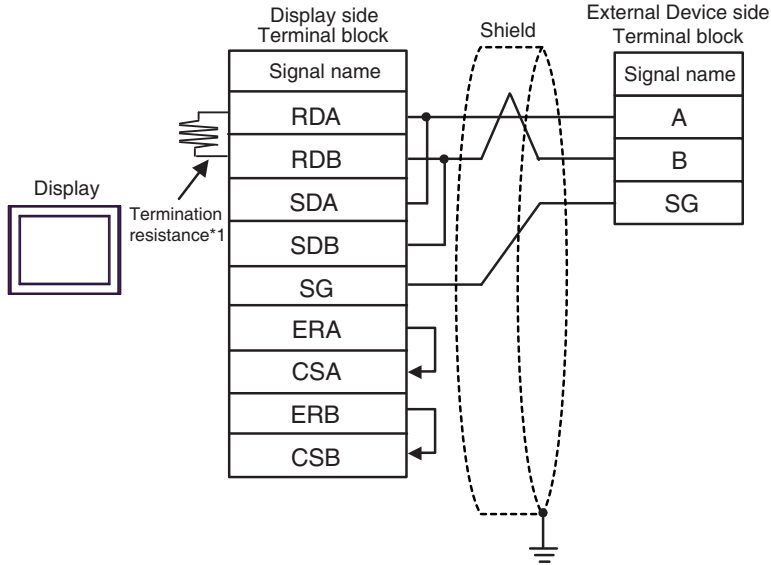 Display side
Terminal block
Shield
External Device side
Terminal block
Signal name
Signal name
RDA
A
RDB
B
SDA
SG
Display
Termination
resistance*1
SDB
SG
ERA
CSA
ERB
CSB